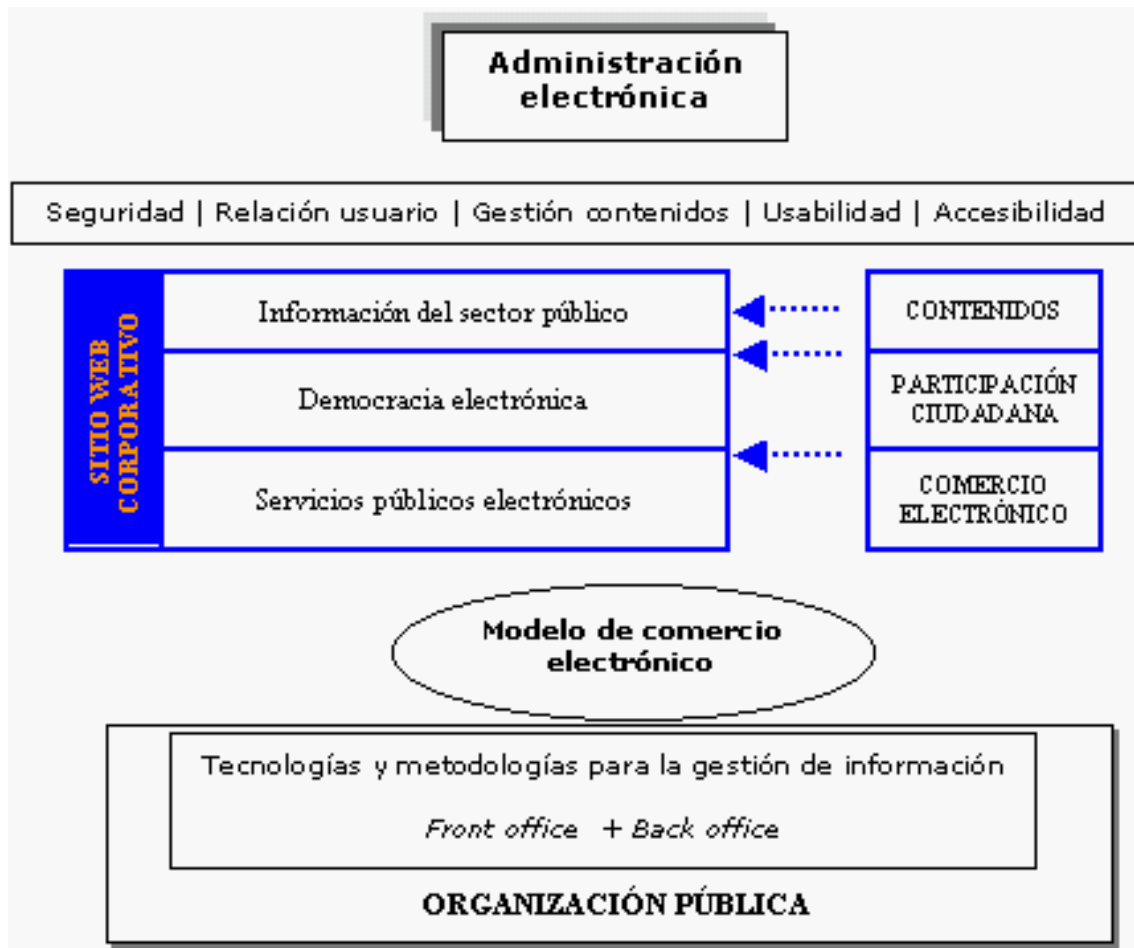 Administración
electrónica
Seguridad | Relación usuario | Gestión contenidos | Usabilidad | Accesibilidad
SITIO WEB
CORPORATIVO
Información del sector público
CONTENIDOS
Democracia electrónica
PARTICIPACIÓN
CIUDADANA
Servicios públicos electrónicos
COMERCIO
ELECTRÓNICO
Modelo de comercio
electrónico
Tecnologías y metodologías para la gestión de información
Front office + Back office
ORGANIZACIÓN PÚBLICA